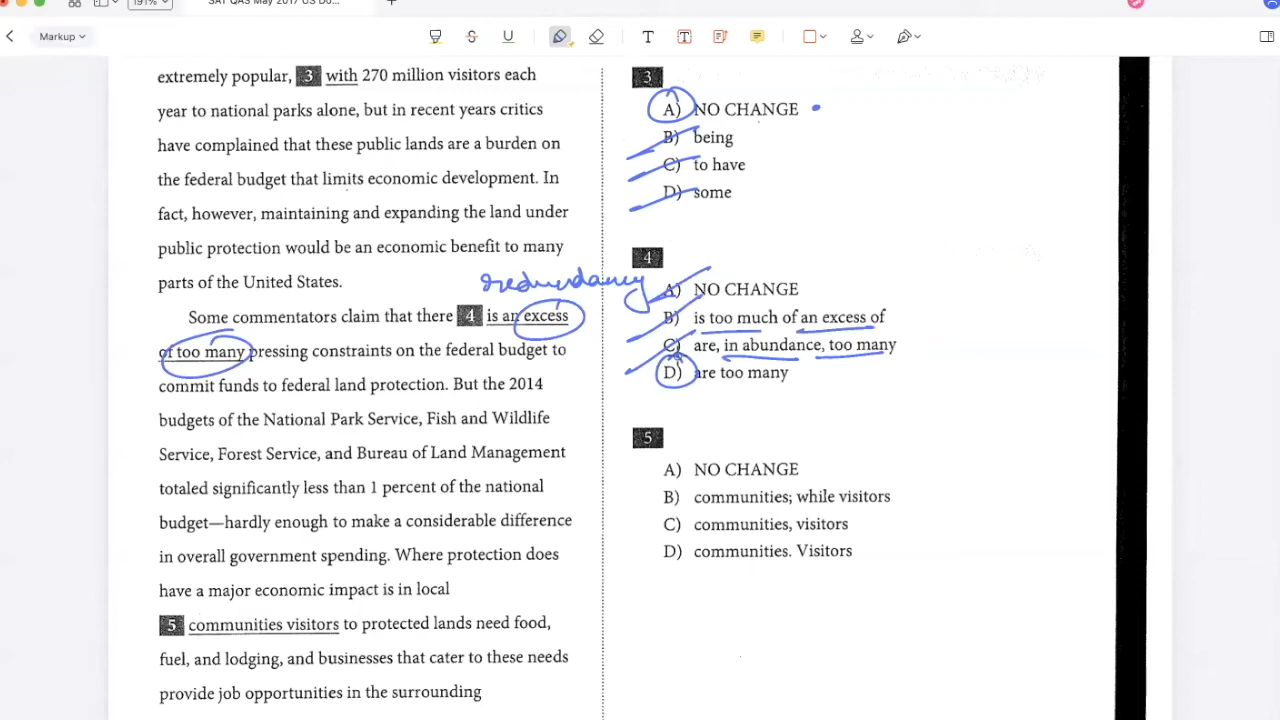 SAT QAS May 2017 US Do...
191%
Markup
extremely popular, 3 with 270 million visitors each
year to national parks alone, but in recent years critics
have complained that these public lands are a burden on
the federal budget that limits economic development. In
fact, however, maintaining and expanding the land under
public protection would be an economic benefit to many
parts of the United States.
redundancy
Some commentators claim that there 4 is an excess
of too many pressing constraints on the federal budget to
commit funds to federal land protection. But the 2014
budgets of the National Park Service, Fish and Wildlife
Service, Forest Service, and Bureau of Land Management
totaled significantly less than 1 percent of the national
budget—hardly enough to make a considerable difference
in overall government spending. Where protection does
have a major economic impact is in local
5 communities visitors to protected lands need food,
fuel, and lodging, and businesses that cater to these needs
provide job opportunities in the surrounding
3
A) NO CHANGE
B) being
C) to have
D) some
4
A) NO CHANGE
B) is too much of an excess of
C) are, in abundance, too many
D) are too many
5
A) NO CHANGE
B) communities; while visitors
C) communities, visitors
D) communities. Visitors